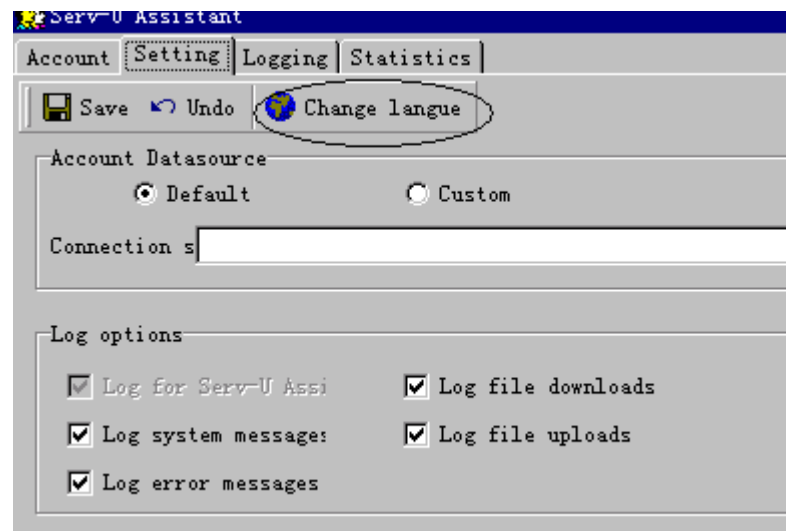 Serv-U Assistant
Account Setting Logging Statistics
Save Undo Change langue
Account Datasource
Default Custom
Connection s
Log options
Log for Serv-U Assi Log file downloads
Log system messages Log file uploads
Log error messages